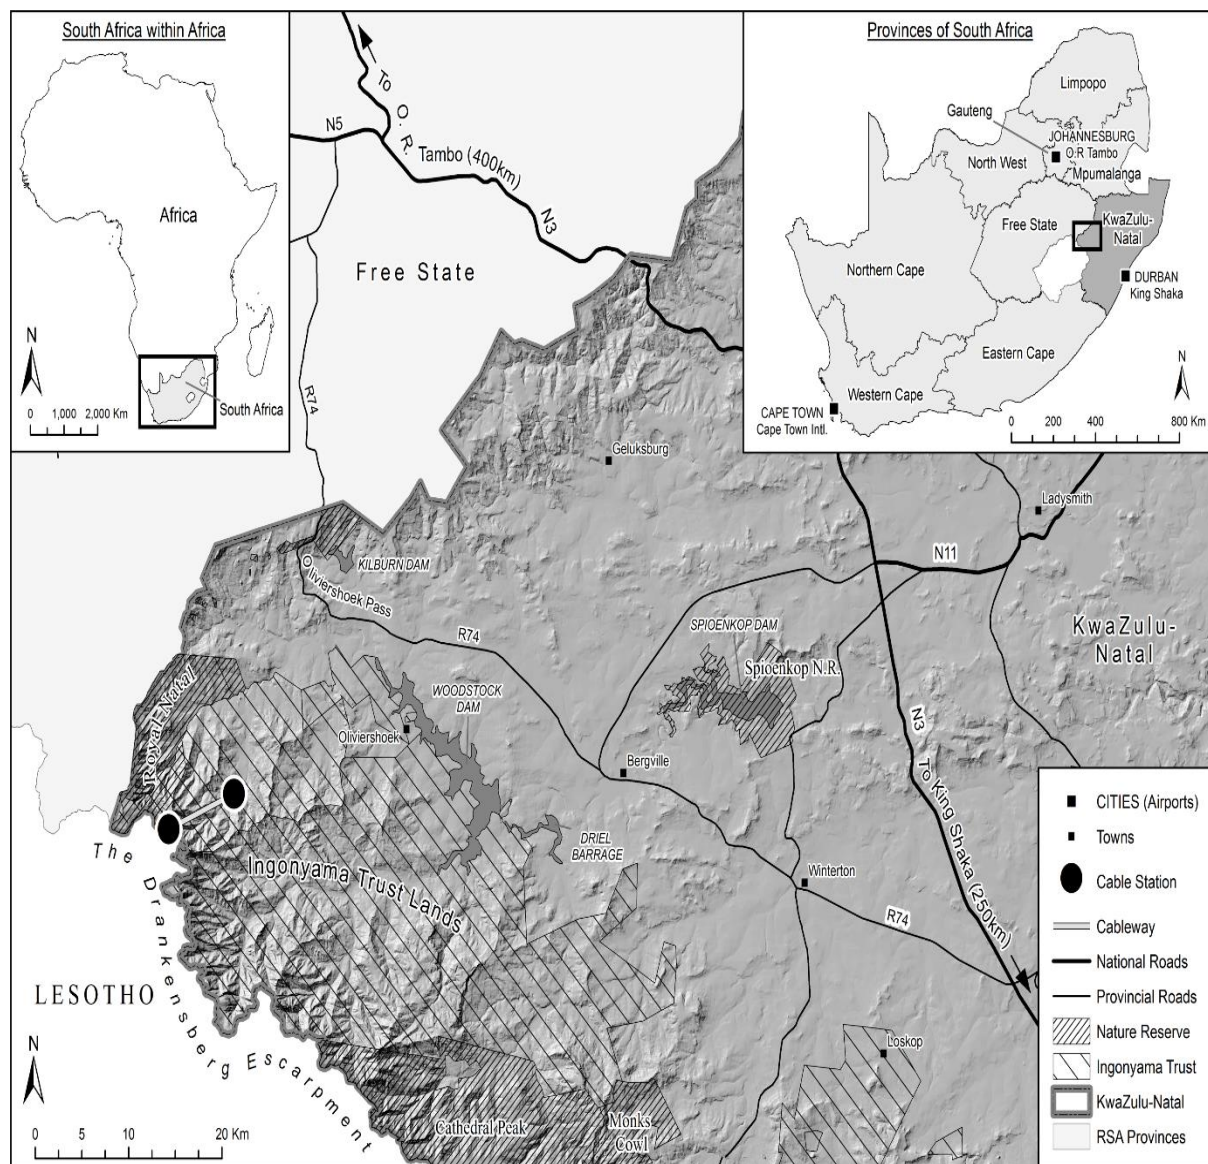 South Africa within Africa
Africa
South Africa
N
0 1,000 2,000 Km
Provinces of South Africa
Limpopo
Gauteng
JOHANNESBURG
O.R Tambo
North West
Mpumalanga
Free State
KwaZulu-
Natal
Northern Cape
DURBAN
King Shaka
Eastern Cape
Western Cape
CAPE TOWN
Cape Town Intl.
N
0 200 400 800 Km
To O. R. Tambo (400km)
N5
N3
Free State
R74
Geluksburg
Ladysmith
N11
KILBURN DAM
Oliviershoek Pass
R74
SPIOENKOP DAM
Spioenkop N.R.
KwaZulu-
Natal
Royal-Natal
WOODSTOCK
DAM
Oliviershoek
Bergville
N3
To King Shaka (250km)
DRIEL
BARRAGE
Winterton
R74
Ingonyama Trust Lands
The Drankensberg Escarpment
LESOTHO
Loskop
Cathedral Peak
Monks
Cowl
N
0 5 10 20 Km
CITIES (Airports)
Towns
Cable Station
Cableway
National Roads
Provincial Roads
Nature Reserve
Ingonyama Trust
KwaZulu-Natal
RSA Provinces